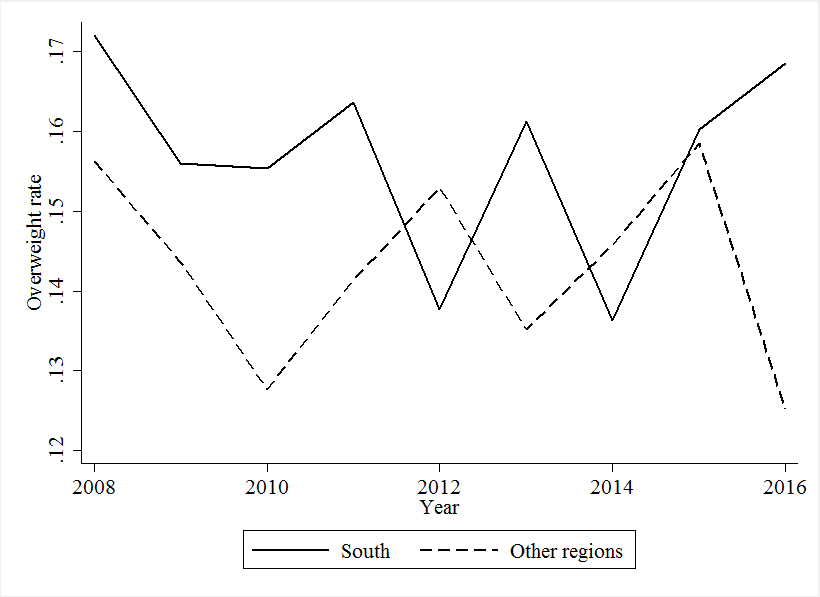 Overweight rate
.17
.16
.15
.14
.13
.12
2008 2010 2012 2014 2016
Year
South Other regions